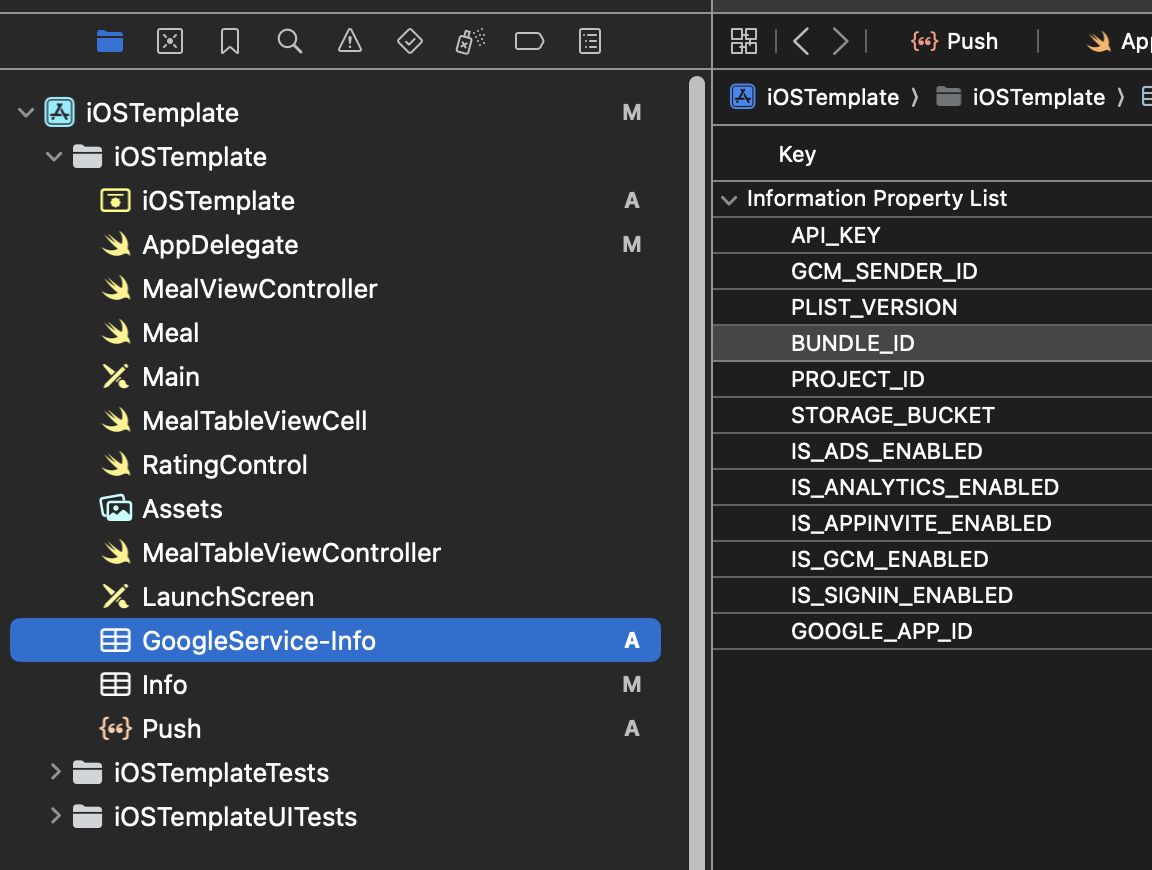 Push
iOSTemplate
iOSTemplate
Key
iOSTemplate M
iOSTemplate
iOSTemplate A
AppDelegate M
MealViewController
Meal
Main
MealTableViewCell
RatingControl
Assets
MealTableViewController
LaunchScreen
GoogleService-Info A
Info M
Push A
iOSTemplateTests
iOSTemplateUITests
Information Property List
API_KEY
GCM_SENDER_ID
PLIST_VERSION
BUNDLE_ID
PROJECT_ID
STORAGE_BUCKET
IS_ADS_ENABLED
IS_ANALYTICS_ENABLED
IS_APPINVITE_ENABLED
IS_GCM_ENABLED
IS_SIGNIN_ENABLED
GOOGLE_APP_ID